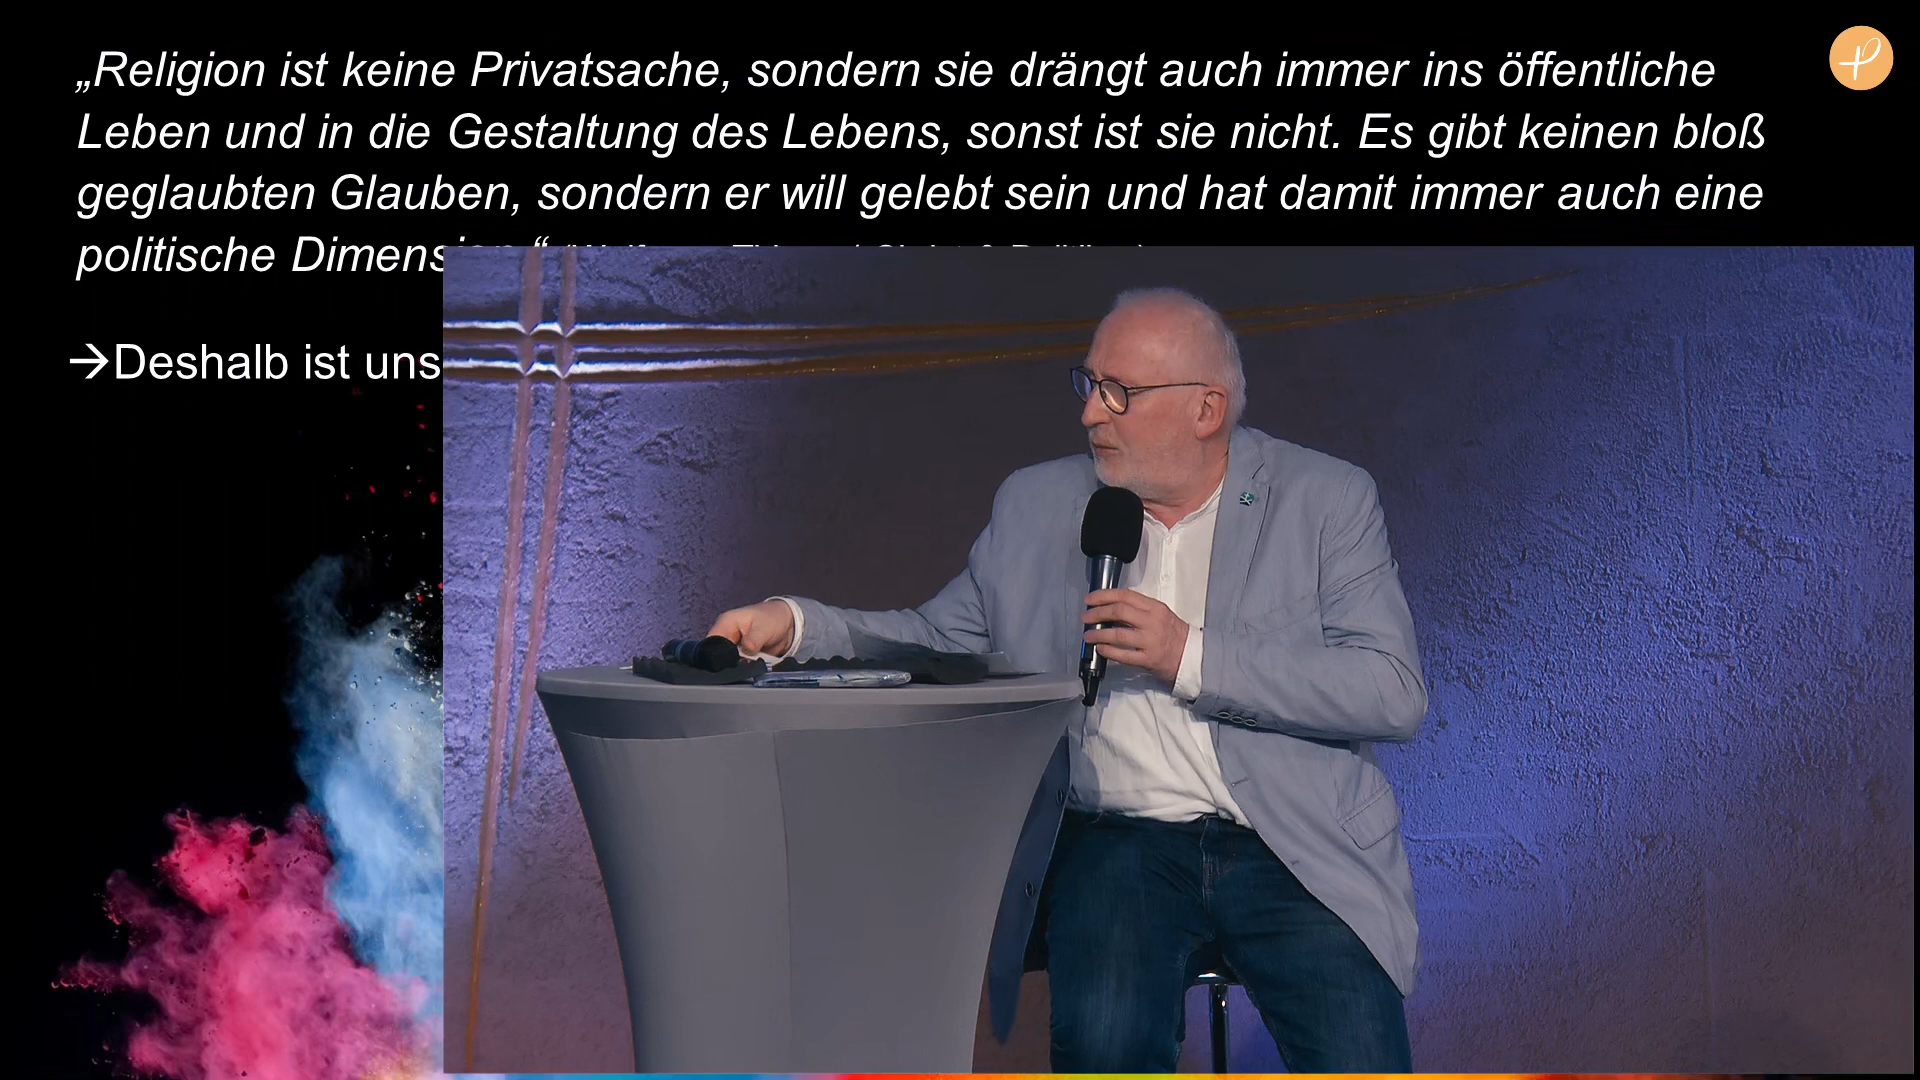 „Religion ist keine Privatsache, sondern sie drängt auch immer ins öffentliche
Leben und in die Gestaltung des Lebens, sonst ist sie nicht. Es gibt keinen bloß
geglaubten Glauben, sondern er will gelebt sein und hat damit immer auch eine
politische Dimension.“
→Deshalb ist uns